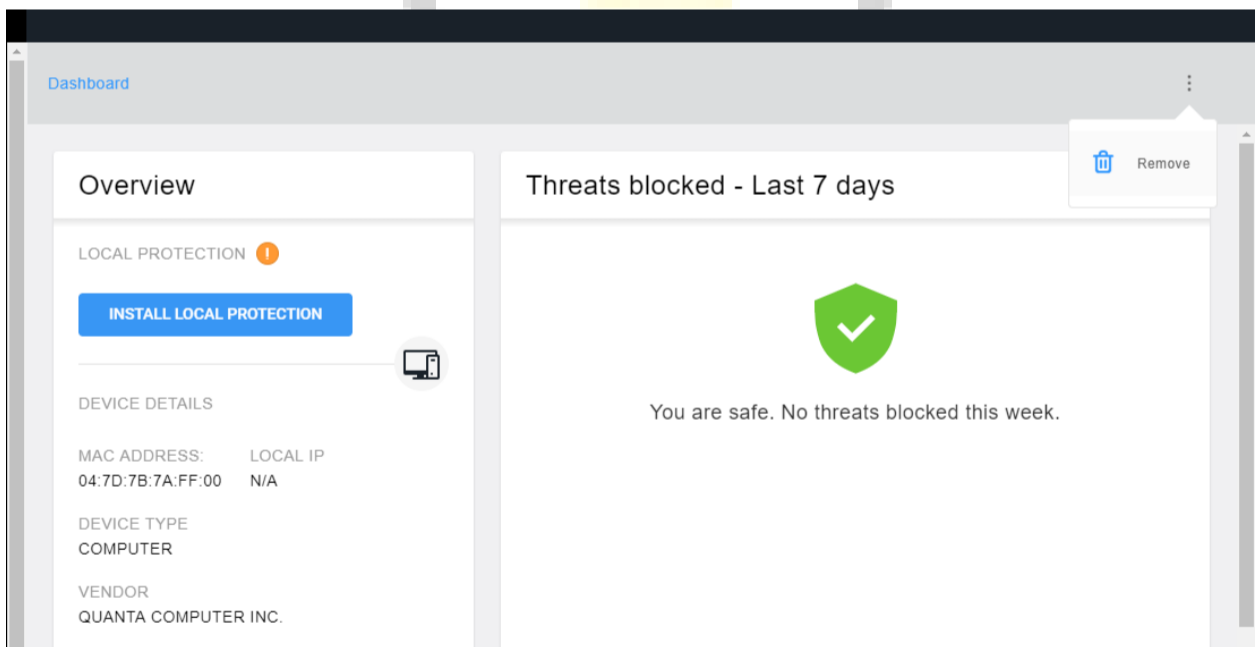 Dashboard
Remove
Overview
LOCAL PROTECTION
INSTALL LOCAL PROTECTION
DEVICE DETAILS
MAC ADDRESS: LOCAL IP
04:7D:7B:7A:FF:00 N/A
DEVICE TYPE
COMPUTER
VENDOR
QUANTA COMPUTER INC.
Threats blocked - Last 7 days
You are safe. No threats blocked this week.